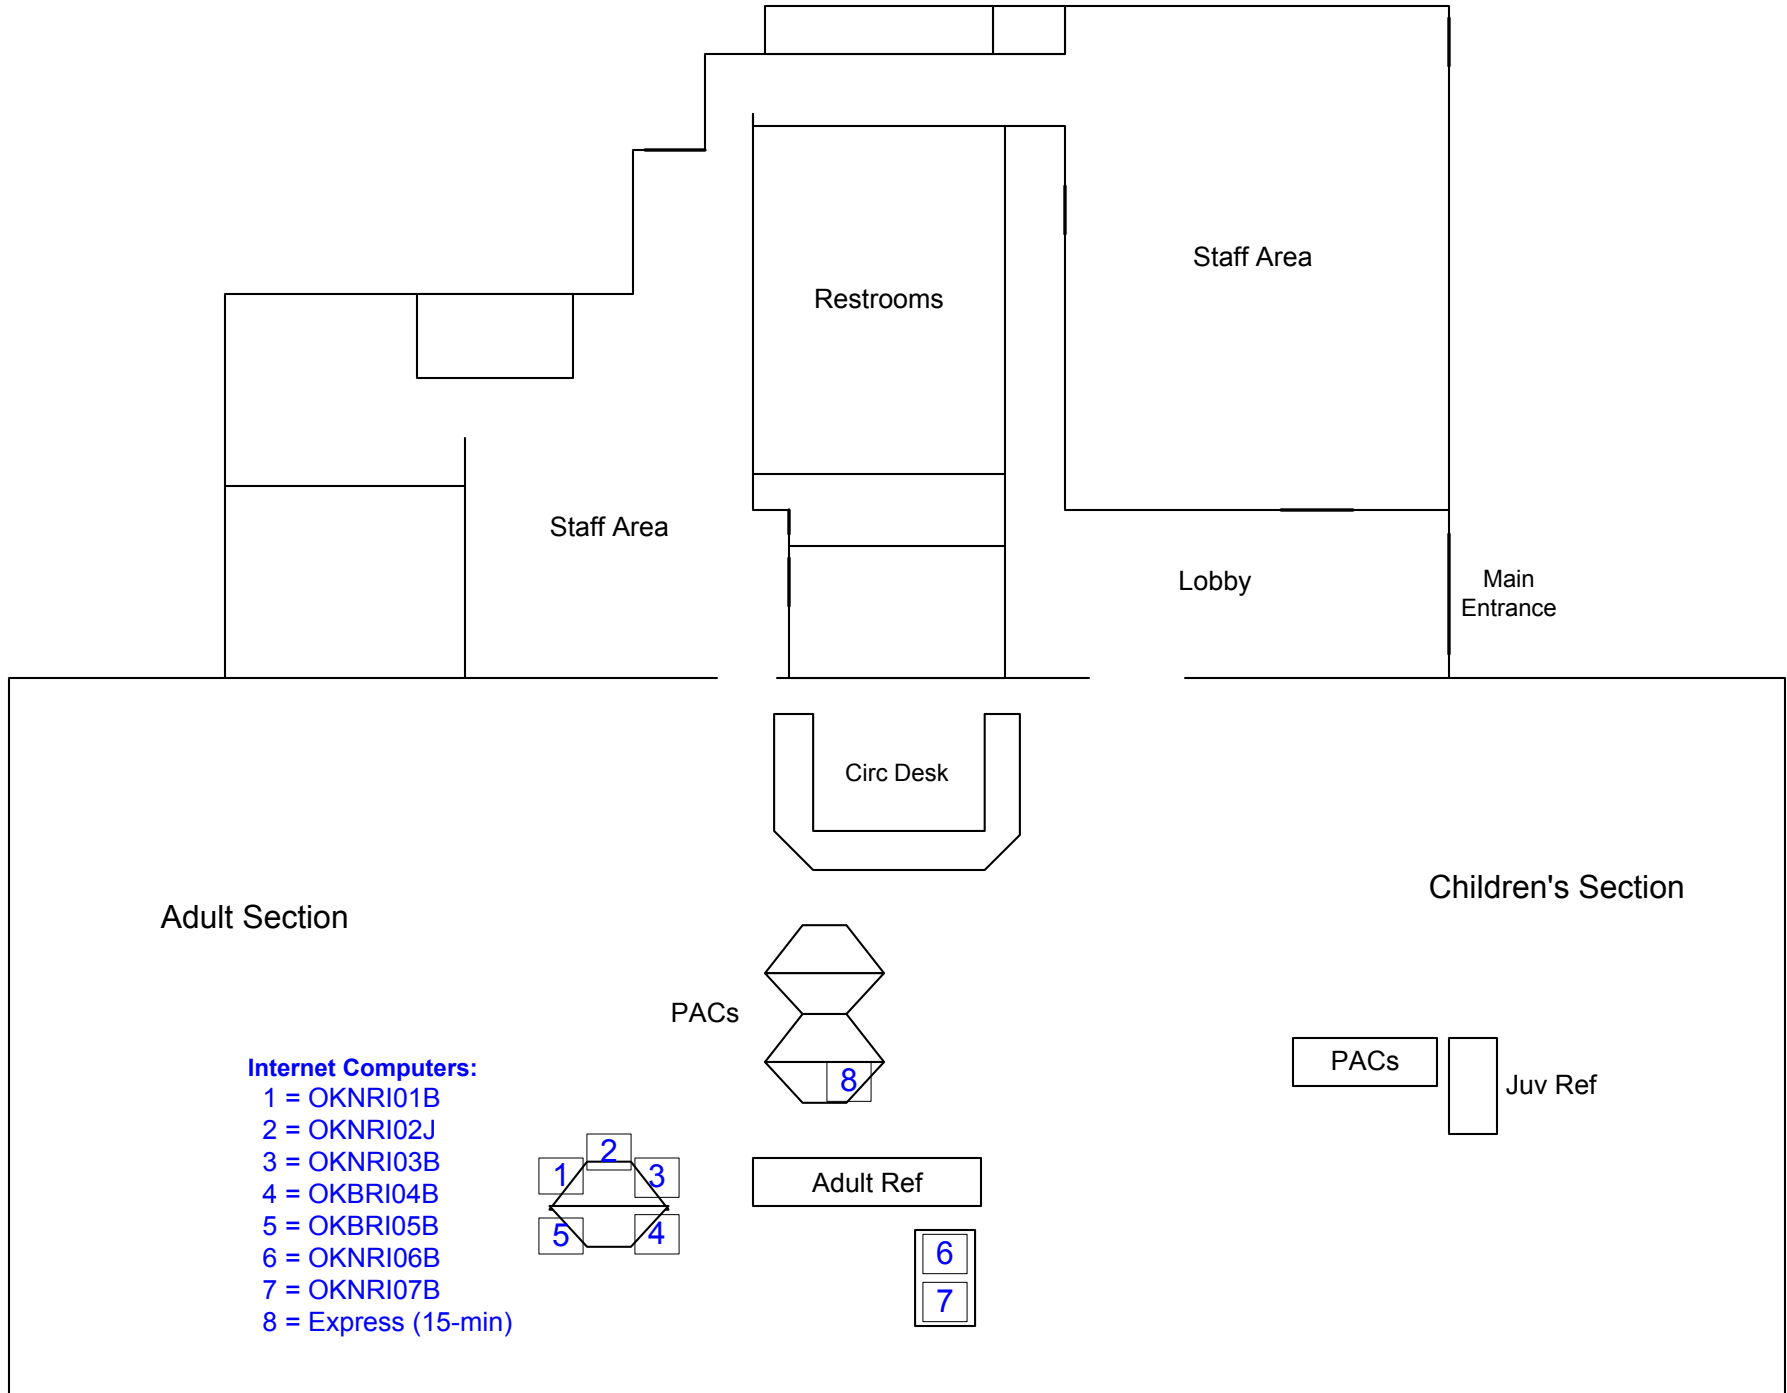 Staff Area
Restrooms
Staff Area
Lobby
Main
Entrance
Circ Desk
Children's Section
Adult Section
PACs
PACs
Juv Ref
8
Internet Computers:
1 = OKNRI01B
2 = OKNRI02J
3 = OKNRI03B
4 = OKBRI04B
5 = OKBRI05B
6 = OKNRI06B
7 = OKNRI07B
8 = Express (15-min)
2
1
3
5
4
Adult Ref
6
7